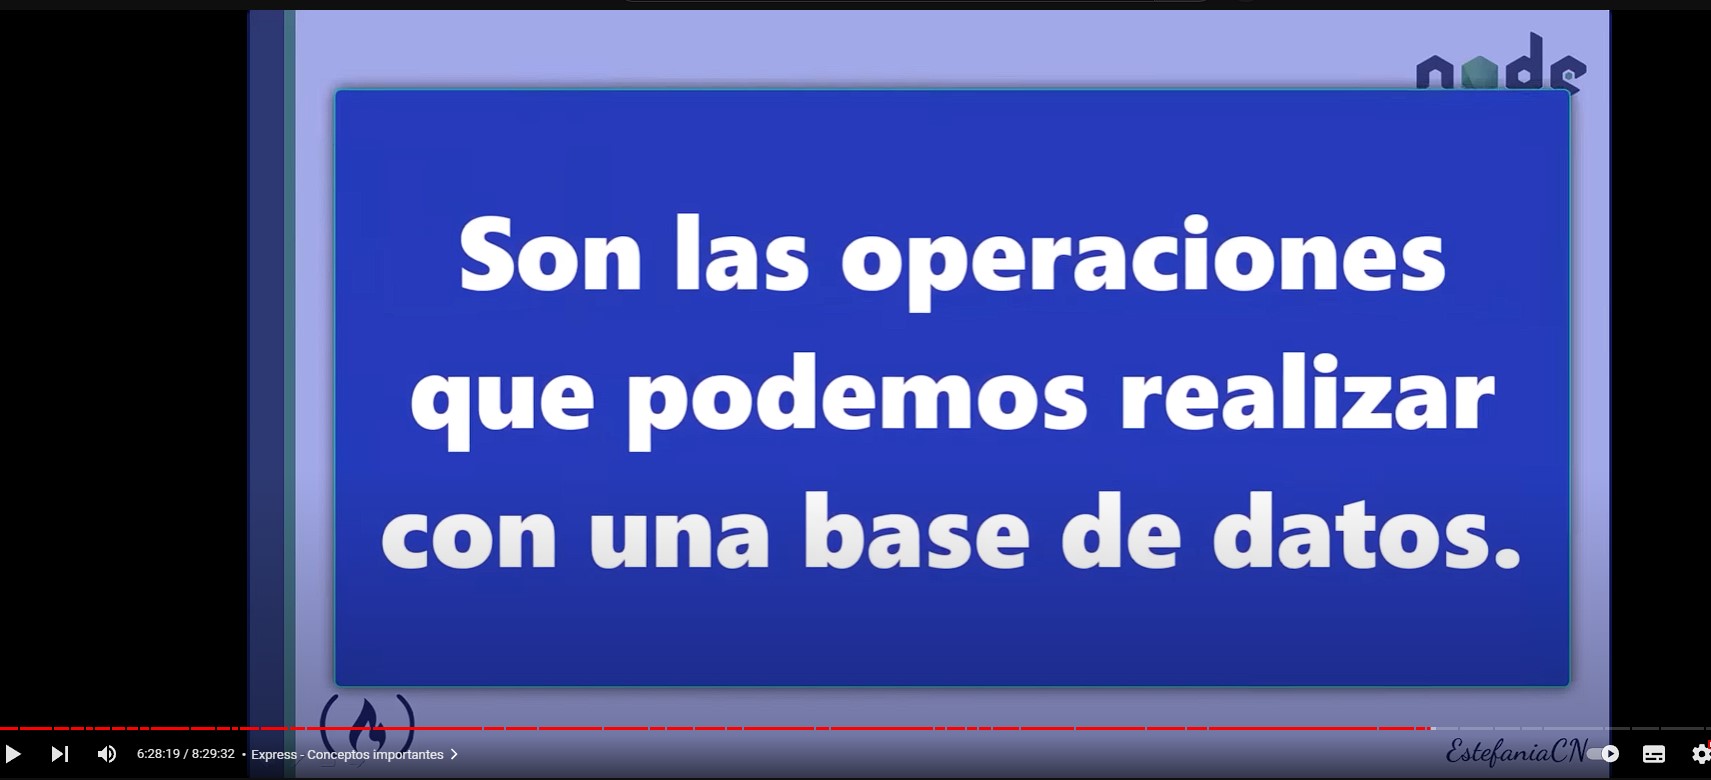 node
Son las operaciones
que podemos realizar
con una base de datos.
EstefaniaCN
6:28:19 / 8:29:32 • Express - Conceptos importantes